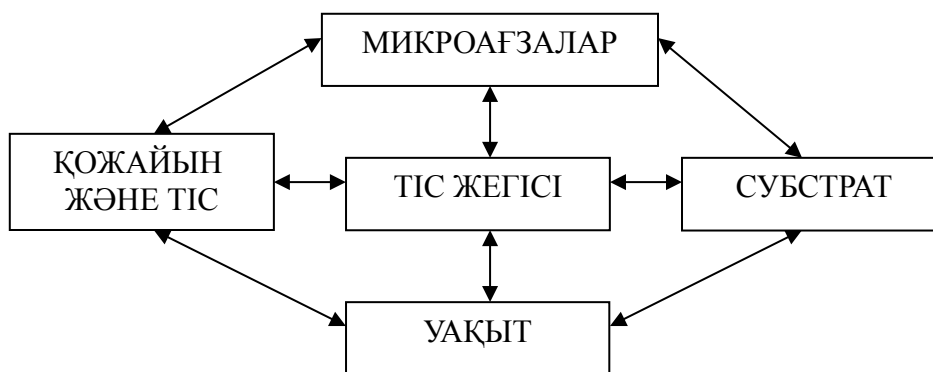 МИКРОАҒЗАЛАР
ҚОЖАЙЫН
ЖӘНЕ ТІС
ТІС ЖЕГІСІ
СУБСТРАТ
УАҚЫТ